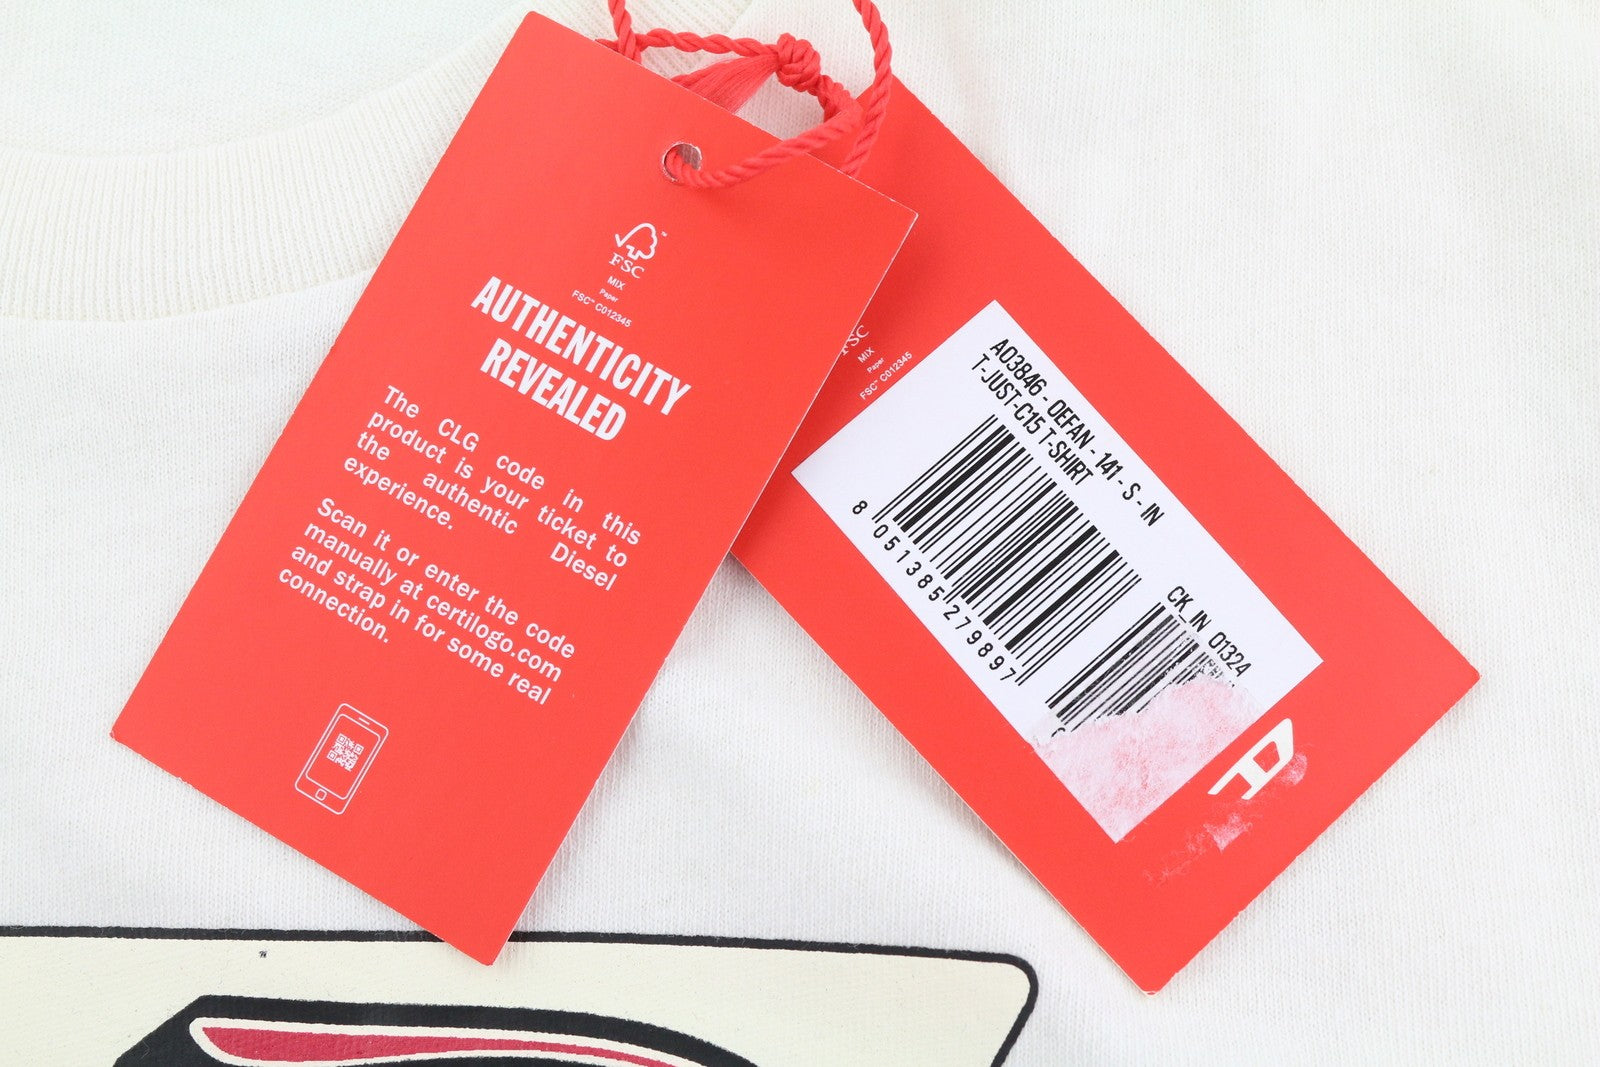 FSC
MIX
Paper
FSC™ C012345
AUTHENTICITY
REVEALED
The CLG code in this
product is your ticket to
the authentic Diesel
experience.
Scan it or enter the code
manually at certilogo.com
and strap in for some real
connection.
FSC
MIX
Paper
FSC™ C012345
A03846 - 0EFAN - 141 - S - IN
T-JUST-C15 T-SHIRT
8 051385 279897
CK_IN 01324
D